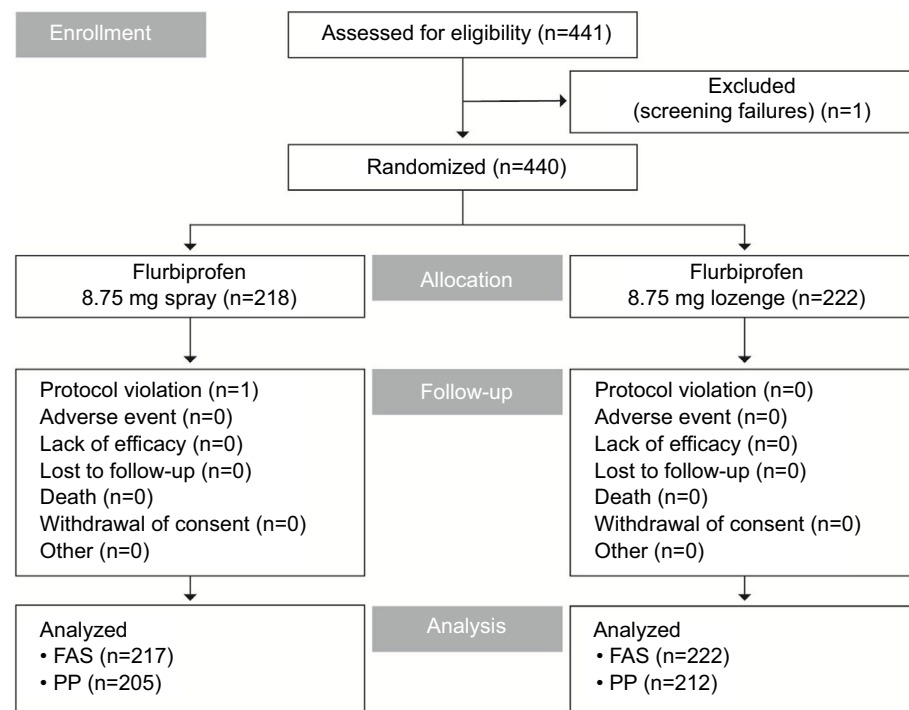 Enrollment
Assessed for eligibility (n=441)
Excluded
(screening failures) (n=1)
Randomized (n=440)
Flurbiprofen
8.75 mg spray (n=218)
Allocation
Flurbiprofen
8.75 mg lozenge (n=222)
Protocol violation (n=1)
Adverse event (n=0)
Lack of efficacy (n=0)
Lost to follow-up (n=0)
Death (n=0)
Withdrawal of consent (n=0)
Other (n=0)
Follow-up
Protocol violation (n=0)
Adverse event (n=0)
Lack of efficacy (n=0)
Lost to follow-up (n=0)
Death (n=0)
Withdrawal of consent (n=0)
Other (n=0)
Analyzed
• FAS (n=217)
• PP (n=205)
Analysis
Analyzed
• FAS (n=222)
• PP (n=212)